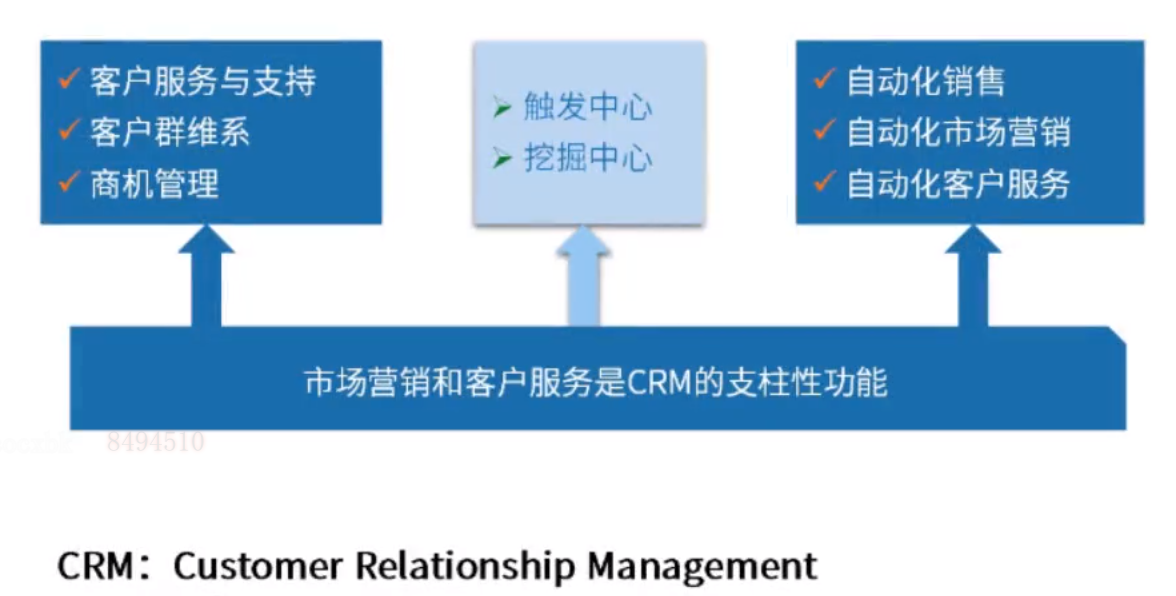 客户服务与支持
客户群维系
商机管理
触发中心
挖掘中心
自动化销售
自动化市场营销
自动化客户服务
市场营销和客户服务是CRM的支柱性功能
8494510
CRM：Customer Relationship Management